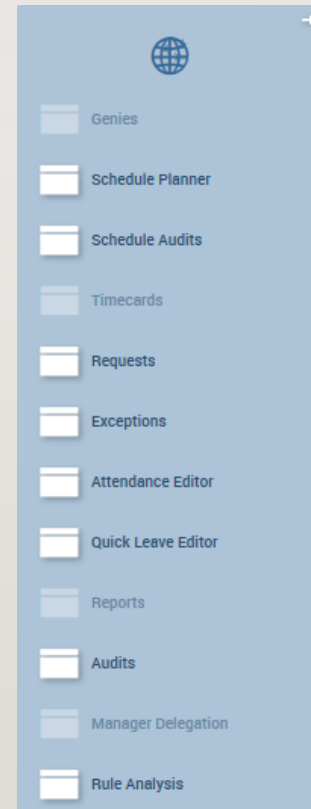 Genies
Schedule Planner
Schedule Audits
Timecards
Requests
Exceptions
Attendance Editor
Quick Leave Editor
Reports
Audits
Manager Delegation
Rule Analysis